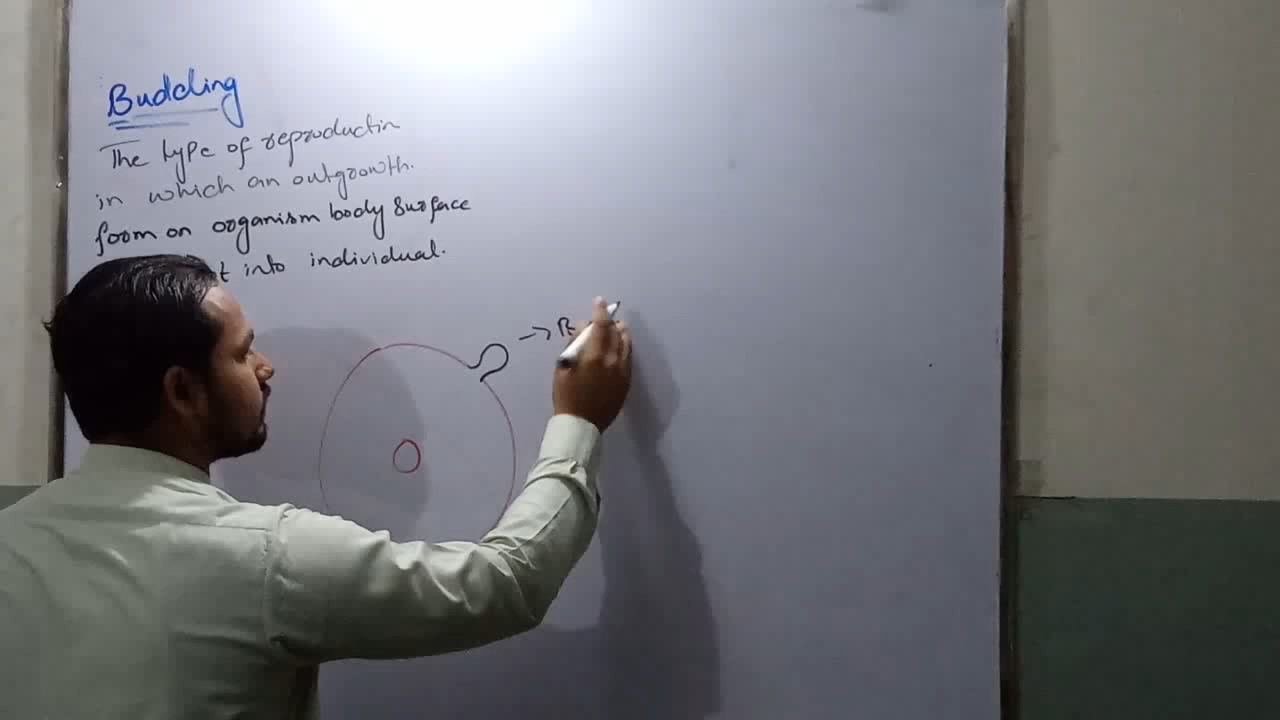 Budding
The type of reproductin
in which an outgrowth.
form on organism body surface
into individual.